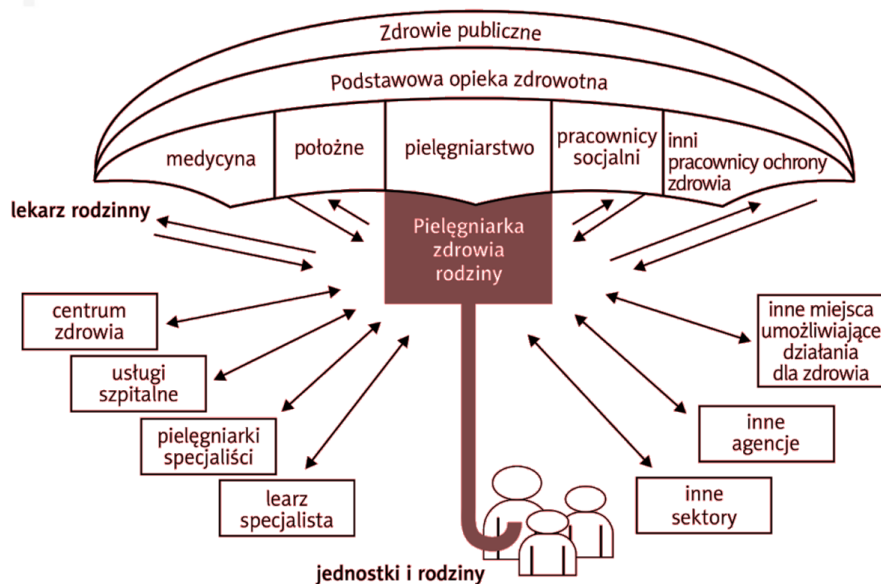 Zdrowie publiczne
Podstawowa opieka zdrowotna
medycyna
położne
pielęgniarstwo
pracownicy
socjalni
inni
pracownicy ochrony
zdrowia
lekarz rodzinny
Pielęgniarka
zdrowia
rodziny
centrum
zdrowia
usługi
szpitalne
pielęgniarki
specjaliści
learz
specjalista
inne miejsca
umożliwiające
działania
dla zdrowia
inne
agencje
inne
sektory
jednostki i rodziny